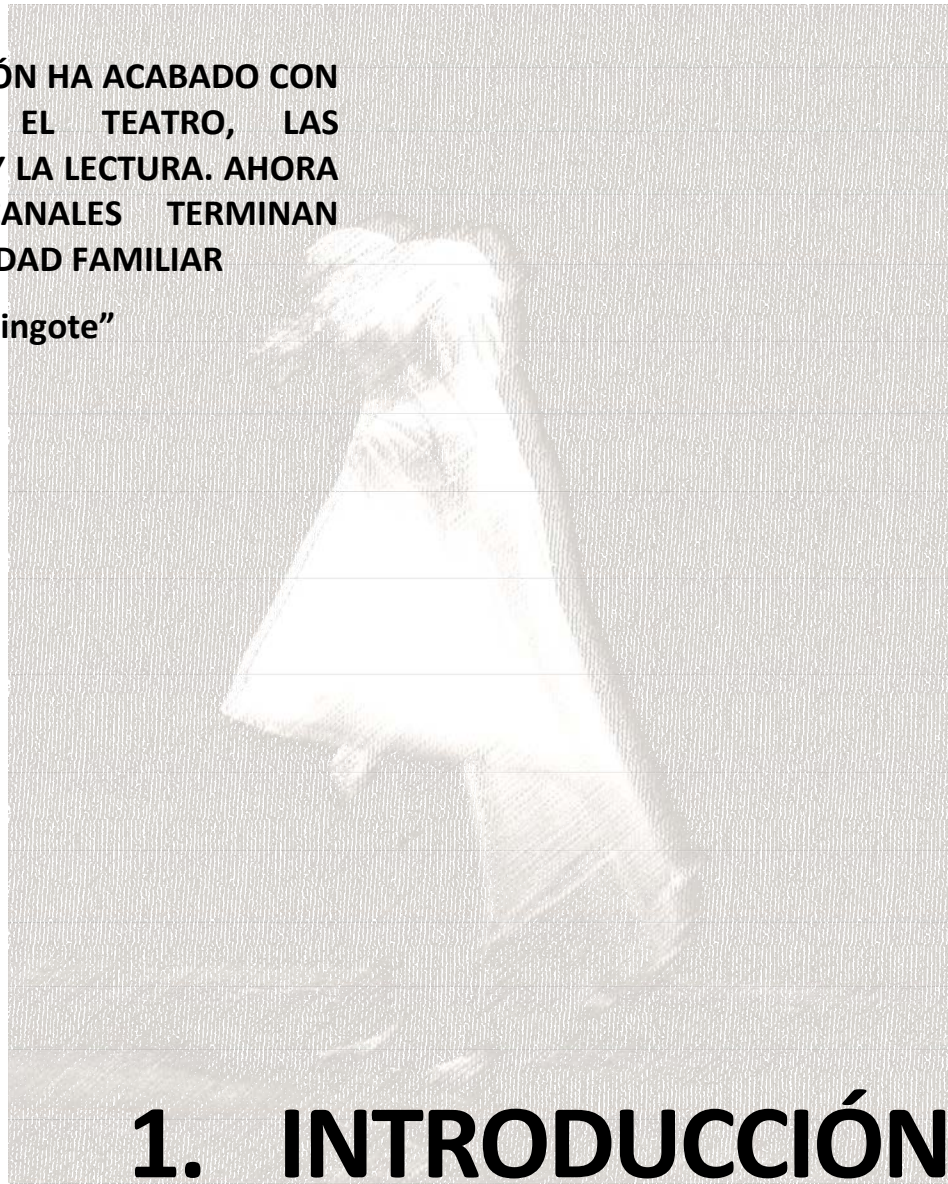 ÓN HA ACABADO CON
EL TEATRO, LAS
Y LA LECTURA. AHORA
ANALES TERMINAN
DAD FAMILIAR
ingote”
1. INTRODUCCIÓN